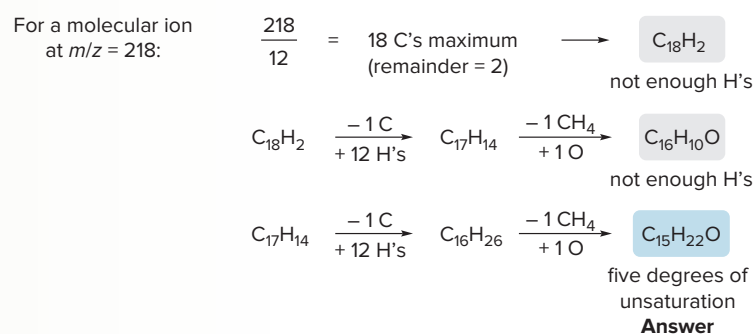 For a molecular ion
at m/z = 218:
218
12
=
18 C's maximum
(remainder = 2)
C₁₈H₂
not enough H's
C₁₈H₂
– 1 C
+ 12 H's
C₁₇H₁₄
– 1 CH₄
+ 1 O
C₁₆H₁₀O
not enough H's
C₁₇H₁₄
– 1 C
+ 12 H's
C₁₆H₂₆
– 1 CH₄
+ 1 O
C₁₅H₂₂O
five degrees of
unsaturation
Answer